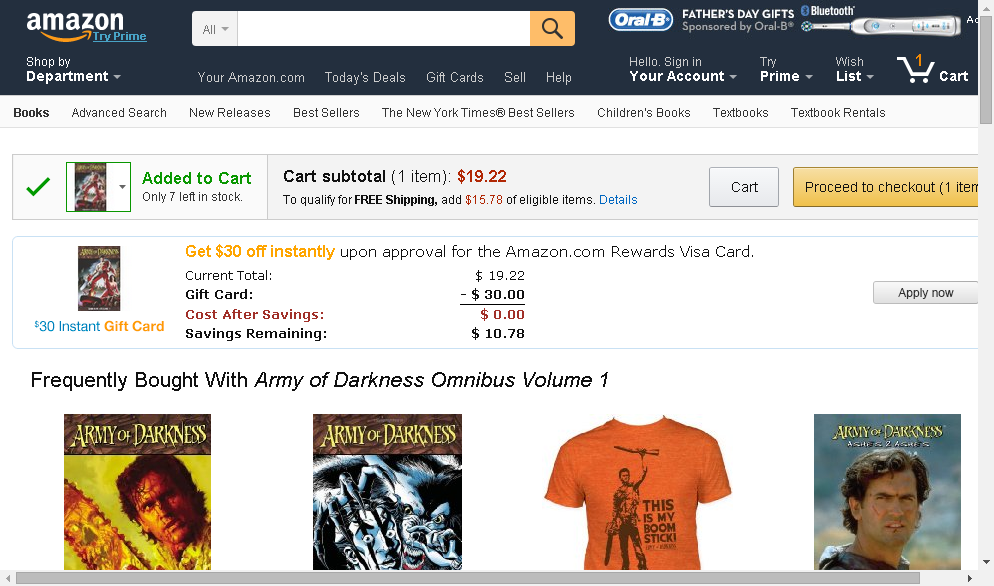 amazon
Try Prime
All
Oral-B
FATHER'S DAY GIFTS
Sponsored by Oral-B®
Bluetooth®
Shop by
Department
Your Amazon.com
Today's Deals
Gift Cards
Sell
Help
Hello. Sign in
Your Account
Try
Prime
Wish
List
1
Cart
Books
Advanced Search
New Releases
Best Sellers
The New York Times® Best Sellers
Children's Books
Textbooks
Textbook Rentals
Added to Cart
Only 7 left in stock.
Cart subtotal (1 item): $19.22
To qualify for FREE Shipping, add $15.78 of eligible items. Details
Cart
Proceed to checkout (1 item
ARMY OF DARKNESS
$30 Instant Gift Card
Get $30 off instantly upon approval for the Amazon.com Rewards Visa Card.
Current Total: $ 19.22
Gift Card: - $ 30.00
Cost After Savings: $ 0.00
Savings Remaining: $ 10.78
Apply now
Frequently Bought With Army of Darkness Omnibus Volume 1
ARMY OF DARKNESS
ARMY OF DARKNESS
THIS
IS MY
BOOM
STICK!
ARMY OF DARKNESS
ASHES 2 ASHES